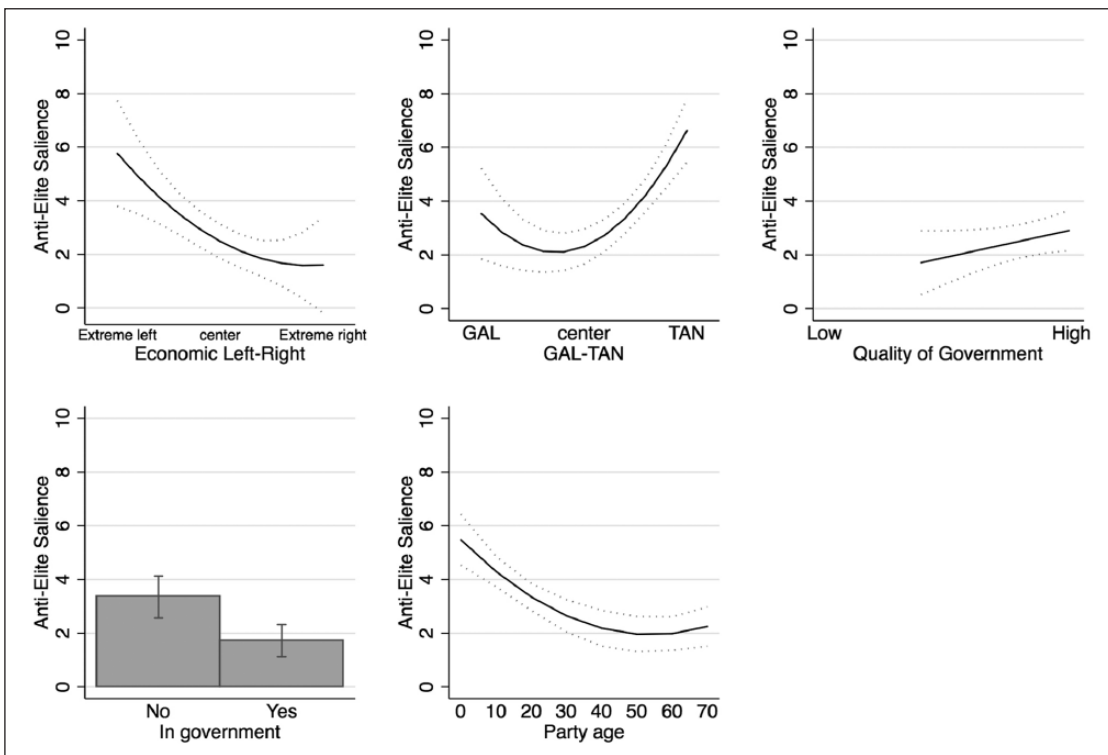 Anti-Elite Salience
10
8
6
4
2
0
Extreme left center Extreme right
Economic Left-Right
Anti-Elite Salience
10
8
6
4
2
0
GAL center TAN
GAL-TAN
Anti-Elite Salience
10
8
6
4
2
0
Low High
Quality of Government
Anti-Elite Salience
10
8
6
4
2
0
No Yes
In government
Anti-Elite Salience
10
8
6
4
2
0
0 10 20 30 40 50 60 70
Party age